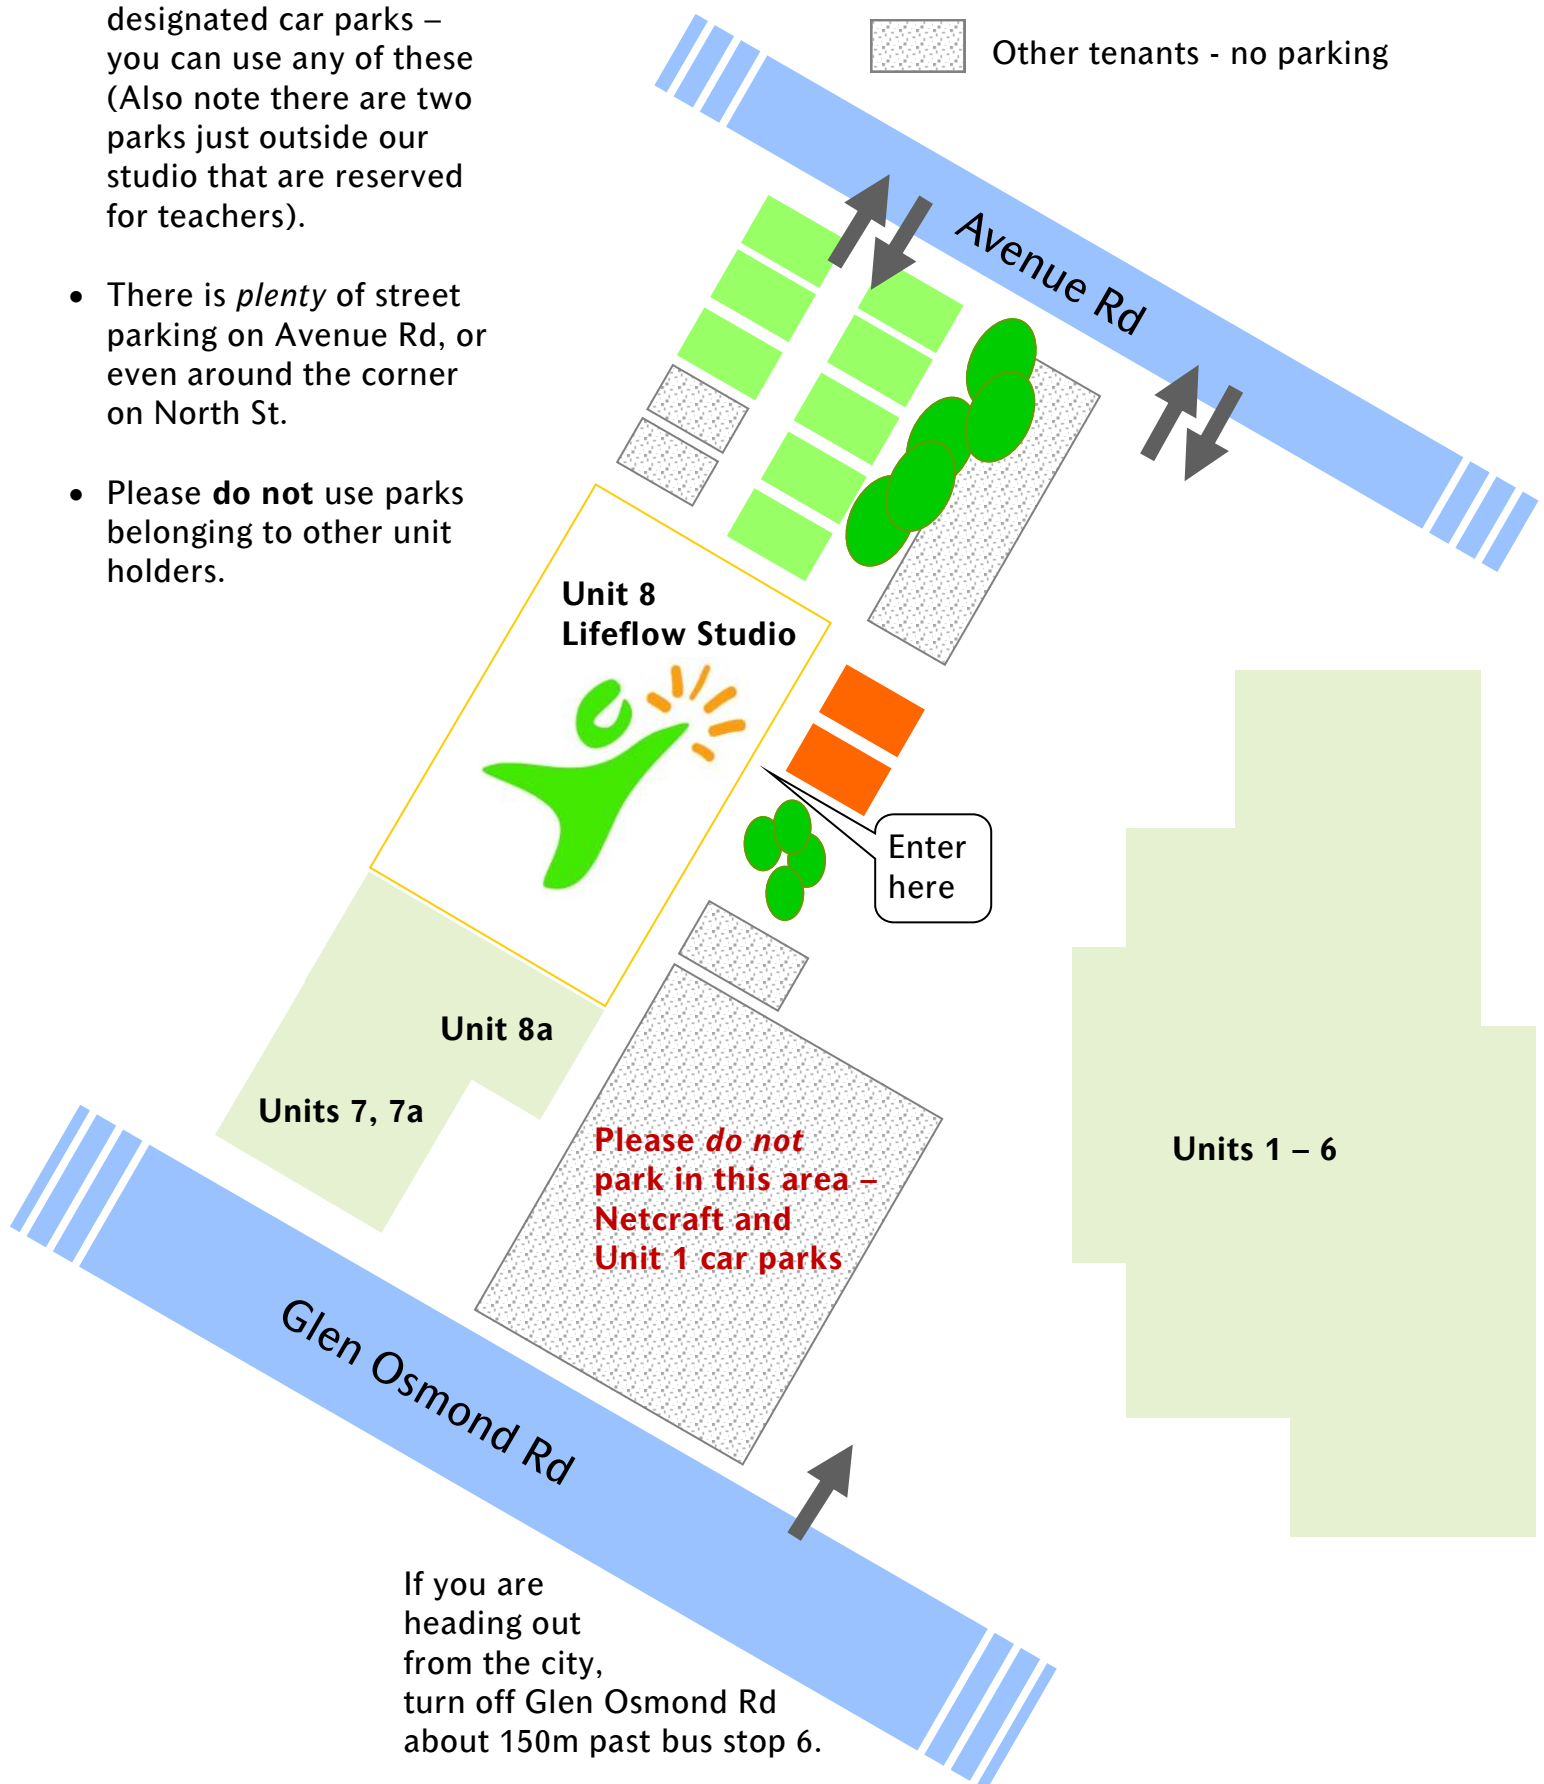 designated car parks –
you can use any of these
(Also note there are two
parks just outside our
studio that are reserved
for teachers).
• There is plenty of street
parking on Avenue Rd, or
even around the corner
on North St.
• Please do not use parks
belonging to other unit
holders.
Other tenants - no parking
Avenue Rd
Unit 8
Lifeflow Studio
Enter
here
Unit 8a
Units 7, 7a
Please do not
park in this area –
Netcraft and
Unit 1 car parks
Units 1 – 6
Glen Osmond Rd
If you are
heading out
from the city,
turn off Glen Osmond Rd
about 150m past bus stop 6.